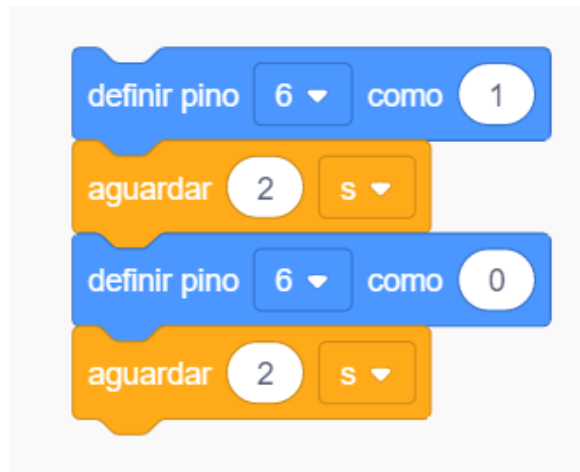 definir pino 6 como 1
aguardar 2 s
definir pino 6 como 0
aguardar 2 s